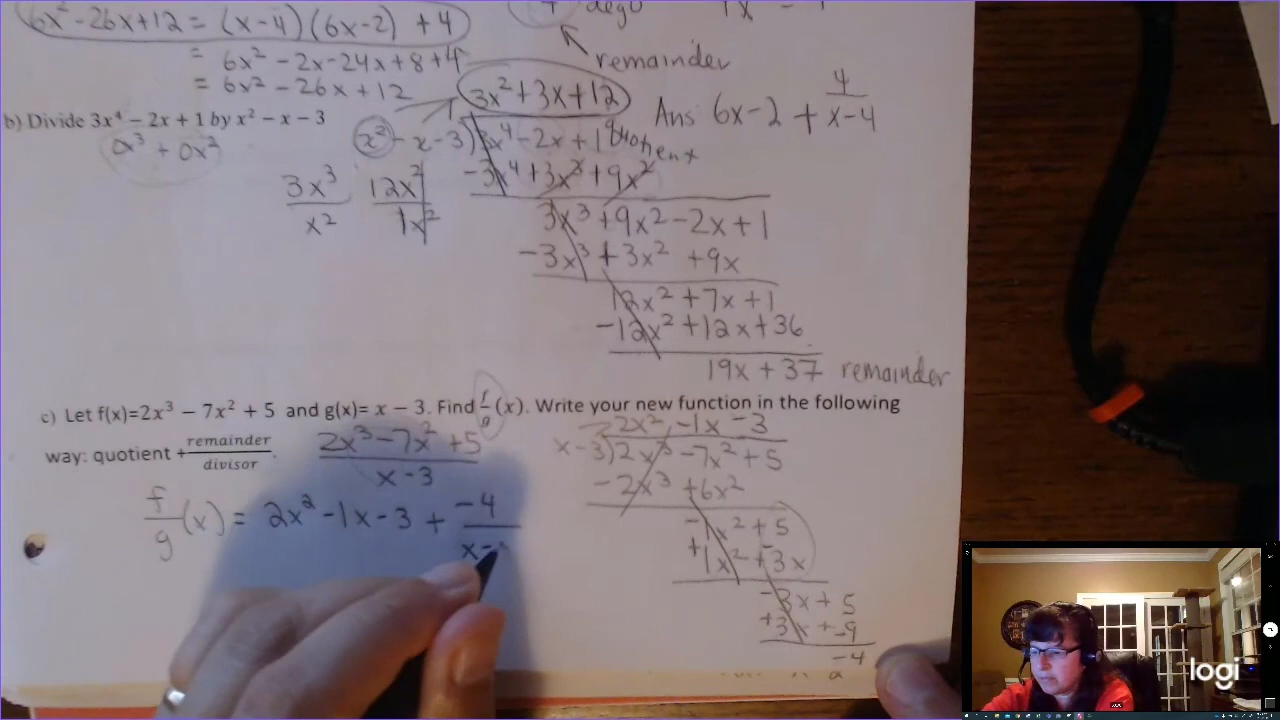 6x² - 26x + 12 = (x-4)(6x-2) + 4
= 6x² - 2x - 24x + 8 + 4
= 6x² - 26x + 12
remainder
Ans 6x - 2 + 4/(x-4)
b) Divide 3x⁴ − 2x + 1 by x² − x − 3
0x³ + 0x²
3x² + 3x + 12
quotient
x² - x - 3) 3x⁴ - 2x + 1
-3x⁴ + 3x³ + 9x²
3x³/x² 12x²/1x²
3x³ + 9x² - 2x + 1
-3x³ + 3x² + 9x
12x² + 7x + 1
-12x² + 12x + 36
19x + 37 remainder
c) Let f(x)=2x³ − 7x² + 5 and g(x)= x − 3. Find f/g (x). Write your new function in the following
way: quotient + remainder/divisor.
2x³ - 7x² + 5
x - 3
f/g (x) = 2x² - 1x - 3 + -4/
2x² - 1x - 3
x-3) 2x³ - 7x² + 5
-2x³ + 6x²
-1x² + 5
-3x + 5
-4
logi